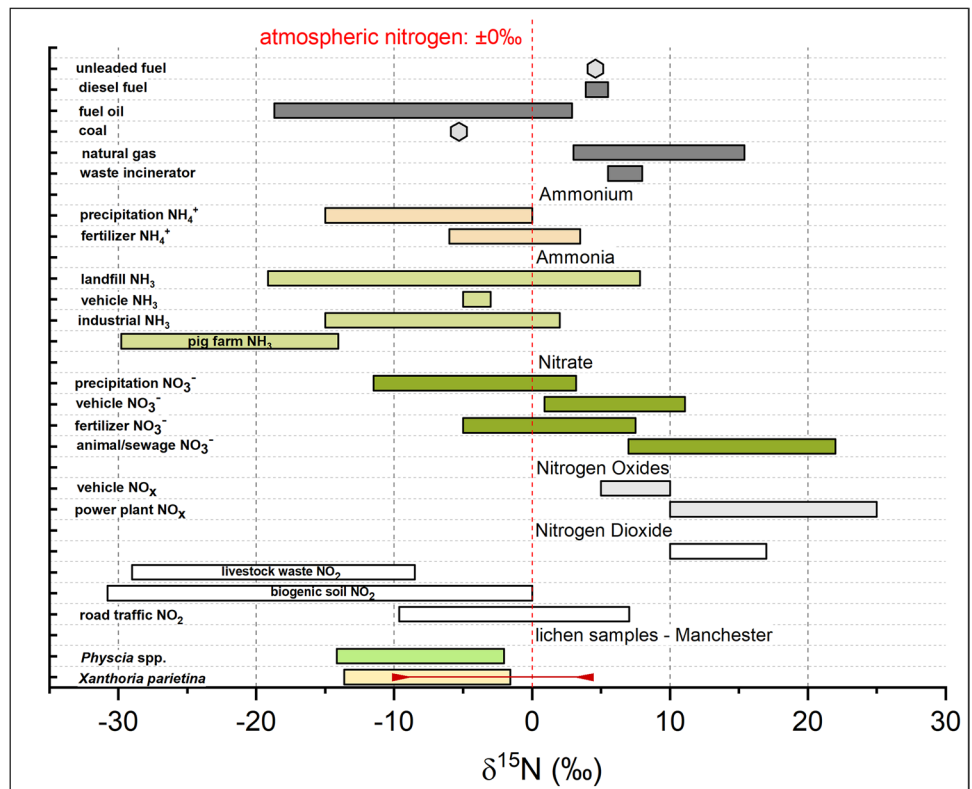 atmospheric nitrogen: ±0‰
unleaded fuel
diesel fuel
fuel oil
coal
natural gas
waste incinerator
Ammonium
precipitation NH₄⁺
fertilizer NH₄⁺
Ammonia
landfill NH₃
vehicle NH₃
industrial NH₃
pig farm NH₃
Nitrate
precipitation NO₃⁻
vehicle NO₃⁻
fertilizer NO₃⁻
animal/sewage NO₃⁻
Nitrogen Oxides
vehicle NOₓ
power plant NOₓ
Nitrogen Dioxide
livestock waste NO₂
biogenic soil NO₂
road traffic NO₂
lichen samples - Manchester
Physcia spp.
Xanthoria parietina
-30 -20 -10 0 10 20 30
δ¹⁵N (‰)